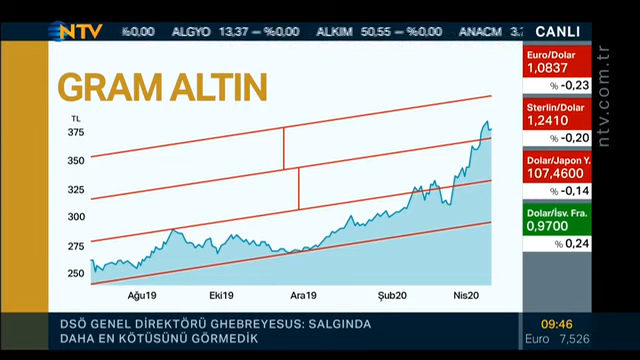 NTV
%0,00 ALGYO 13,37 -- %0,00 ALKIM 50,55 -- %0,00 ANACM
CANLI
GRAM ALTIN
TL
375
350
325
300
275
250
Ağu19 Eki19 Ara19 Şub20 Nis20
Euro/Dolar
1,0837
% -0,23
Sterlin/Dolar
1,2410
% -0,20
Dolar/Japon Y.
107,4600
% -0,14
Dolar/İsv. Fra.
0,9700
% 0,24
ntv.com.tr
DSÖ GENEL DİREKTÖRÜ GHEBREYESUS: SALGINDA
DAHA EN KÖTÜSÜNÜ GÖRMEDİK
09:46
Euro 7,526